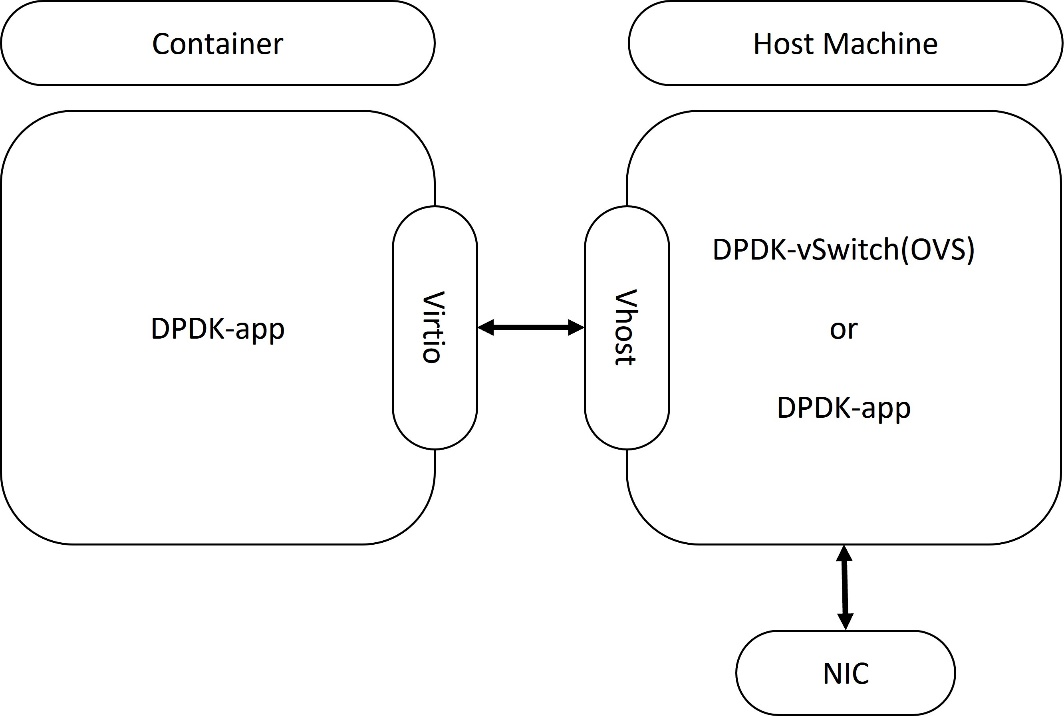 Container
Host Machine
DPDK-app
Virtio
Vhost
DPDK-vSwitch(OVS)
or
DPDK-app
NIC